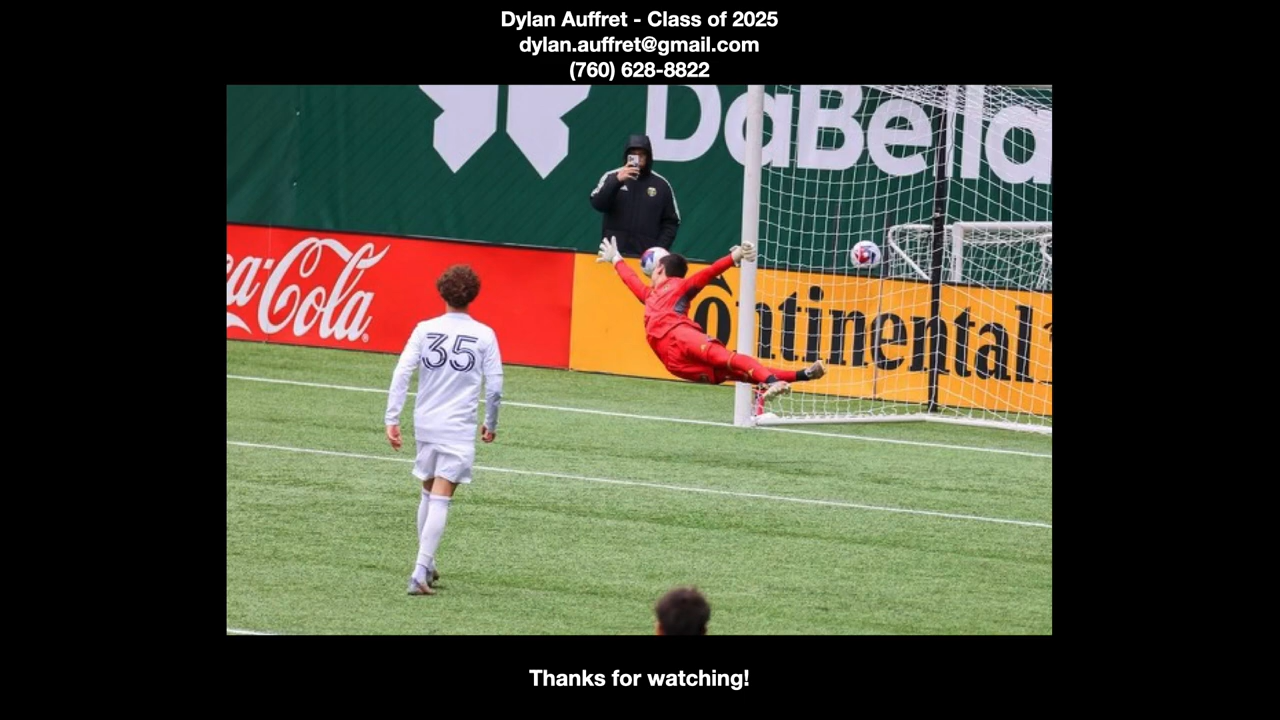 Dylan Auffret - Class of 2025
dylan.auffret@gmail.com
(760) 628-8822
DaBella
Coca-Cola
Continental
35
Thanks for watching!